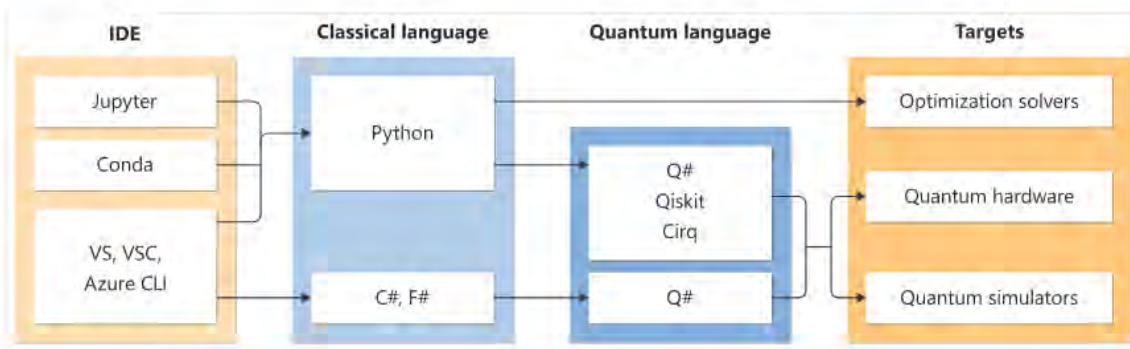 IDE
Classical language
Quantum language
Targets
Jupyter
Conda
VS, VSC,
Azure CLI
Python
C#, F#
Q#
Qiskit
Cirq
Q#
Optimization solvers
Quantum hardware
Quantum simulators